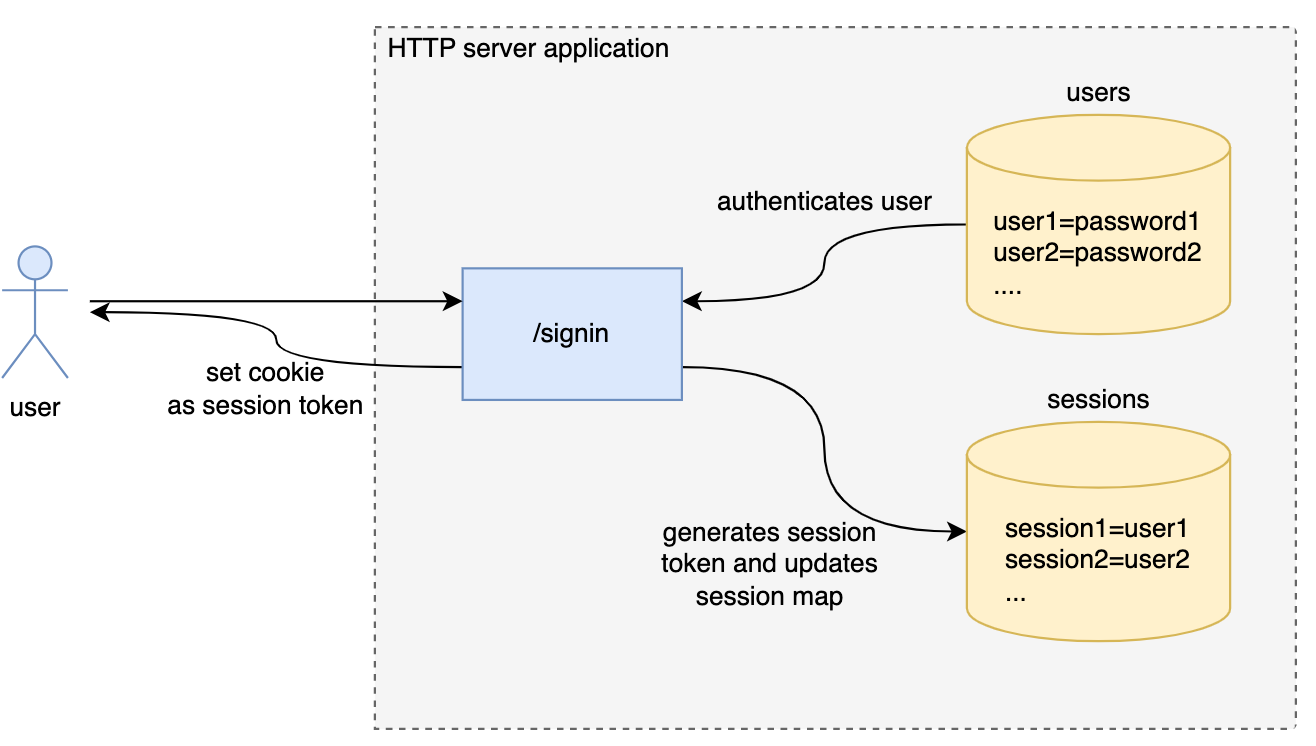 HTTP server application
users
authenticates user
user1=password1
user2=password2
....
/signin
set cookie
as session token
user
sessions
generates session
token and updates
session map
session1=user1
session2=user2
...